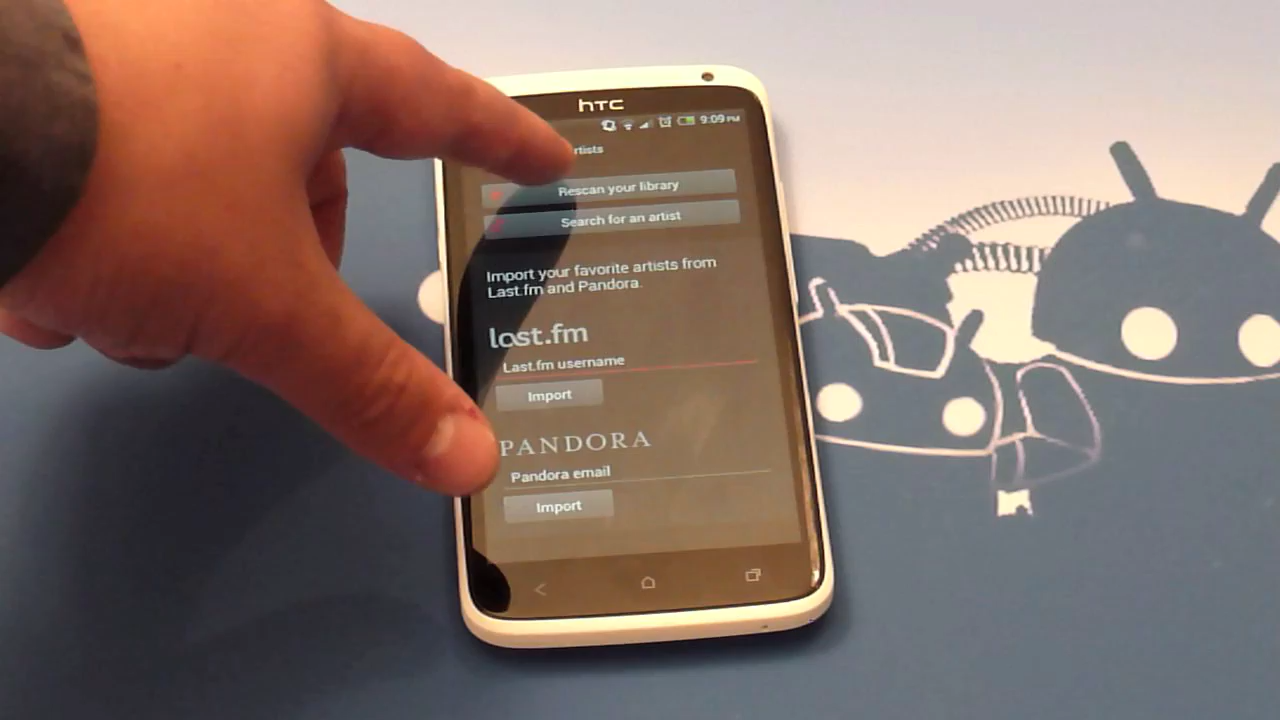 hTC
9:09 PM
Rescan your library
Search for an artist
Import your favorite artists from
Last.fm and Pandora.
last.fm
Last.fm username
Import
PANDORA
Pandora email
Import